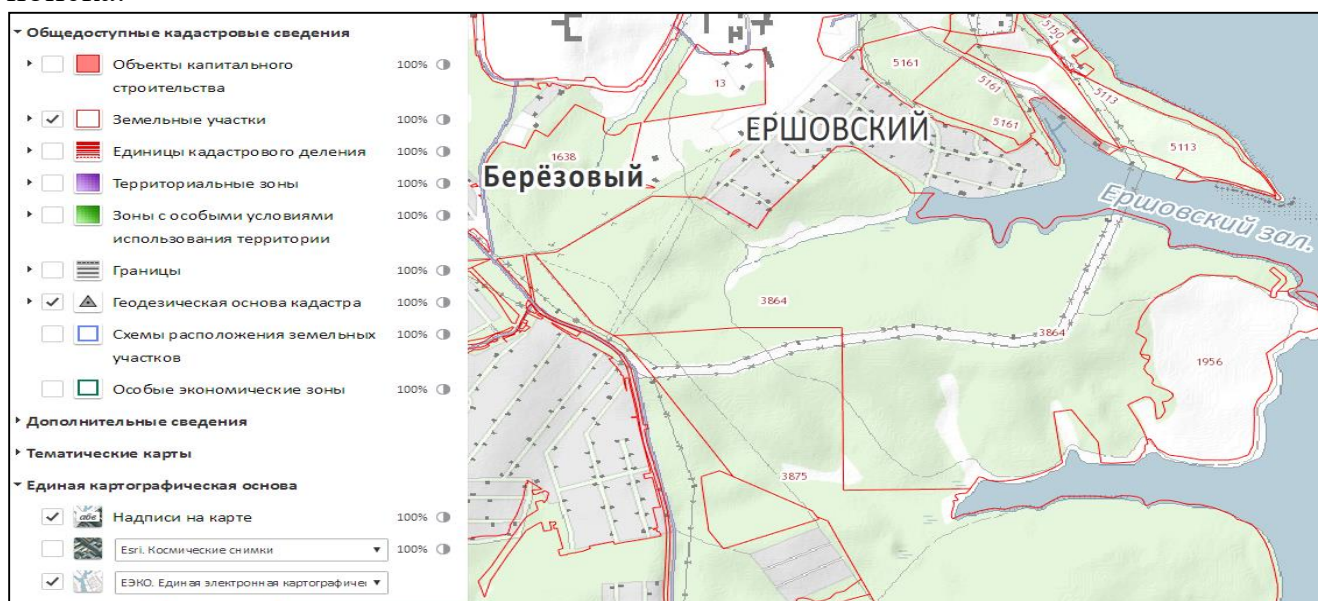 Общедоступные кадастровые сведения
Объекты капитального 100%
строительства
Земельные участки 100%
Единицы кадастрового деления 100%
Территориальные зоны 100%
Зоны с особыми условиями 100%
использования территории
Границы 100%
Геодезическая основа кадастра 100%
Схемы расположения земельных 100%
участков
Особые экономические зоны 100%
Дополнительные сведения
Тематические карты
Единая картографическая основа
абв Надписи на карте 100%
Esri. Космические снимки 100%
ЕЭКО. Единая электронная картографичес
5150
5161
13
5161
5113
5161
ЕРШОВСКИЙ
5113
1638
Берёзовый
Ершовский зал.
3864
3864
1956
3875